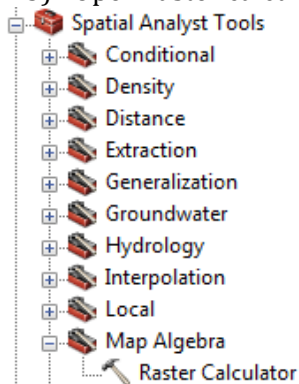 Spatial Analyst Tools
Conditional
Density
Distance
Extraction
Generalization
Groundwater
Hydrology
Interpolation
Local
Map Algebra
Raster Calculator